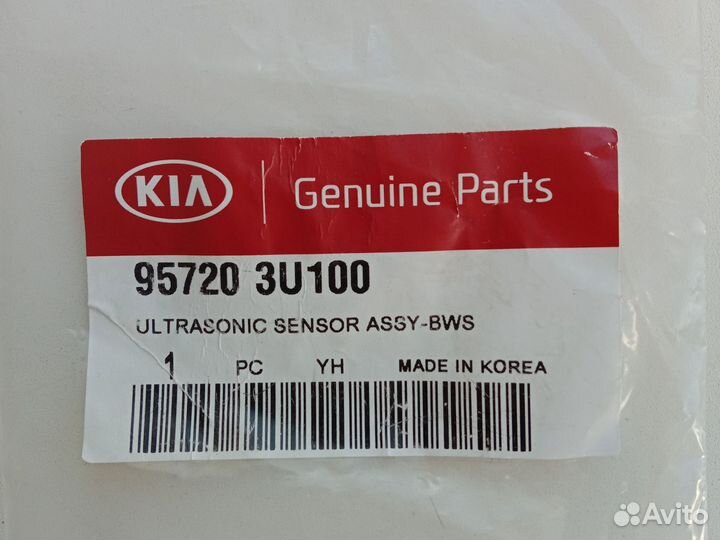 KIA Genuine Parts
95720 3U100
ULTRASONIC SENSOR ASSY-BWS
1 PC YH MADE IN KOREA
Avito